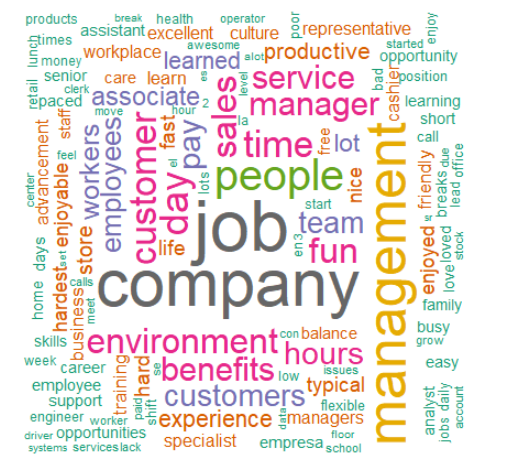 products break health operator
times assistant excellent culture
awesome
poor
representative
started
enjoy
lunch
workplace learned alot productive opportunity
money
senior care learn es service level bad cashier position
retail
clerk
paced associate hour 2 sales manager learning
move
fast
la
free
short
staff
workers
employees
customer
day
pay
time lot call
advancement
feel
el
people nice
management
friendly
breaks
due
lead
office
center
enjoyable
lots
start
job team
sr
store
life
en 3 fun
enjoyed
love
loved
stock
days
home
hardest
set
calls
company
business
meet
family
busy
skills environment con balance grow
week
career
training
hard
se
benefits hours
issues
easy
employee low typical
support
paid
shift
customers flexible
analyst
jobs
daily
account
engineer worker experience data managers
driver opportunities specialist empresa floor
systems services lack school